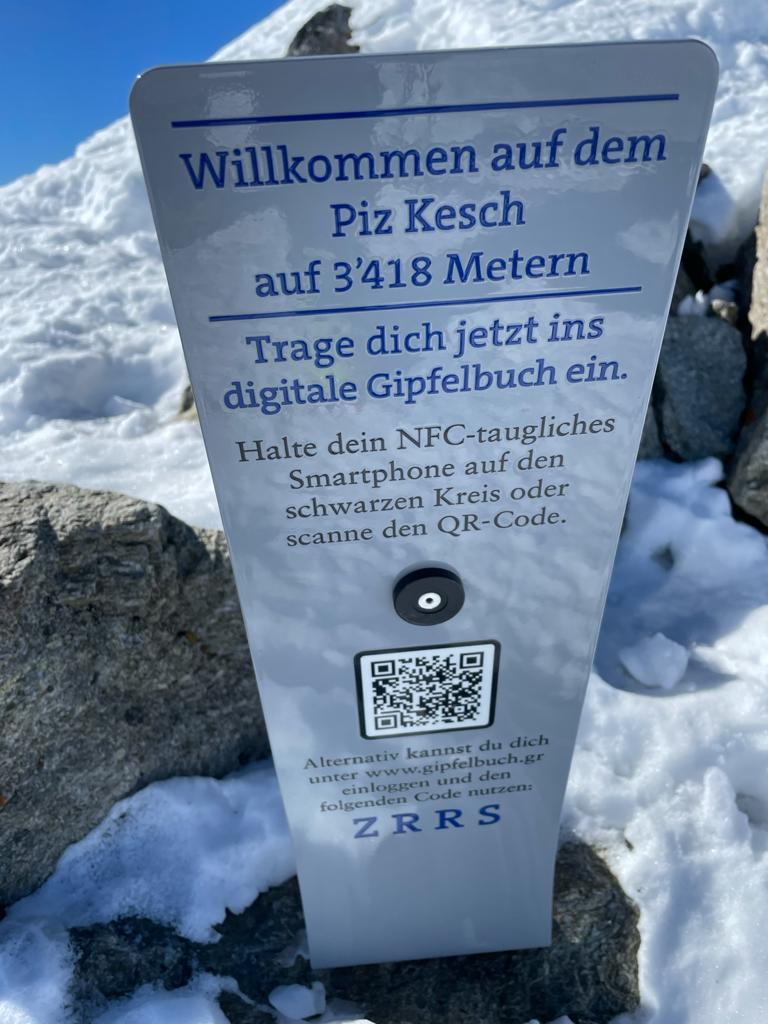 Willkommen auf dem
Piz Kesch
auf 3'418 Metern
Trage dich jetzt ins
digitale Gipfelbuch ein.
Halte dein NFC-taugliches
Smartphone auf den
schwarzen Kreis oder
scanne den QR-Code.
Alternativ kannst du dich
unter www.gipfelbuch.gr
einloggen und den
folgenden Code nutzen:
ZRRS